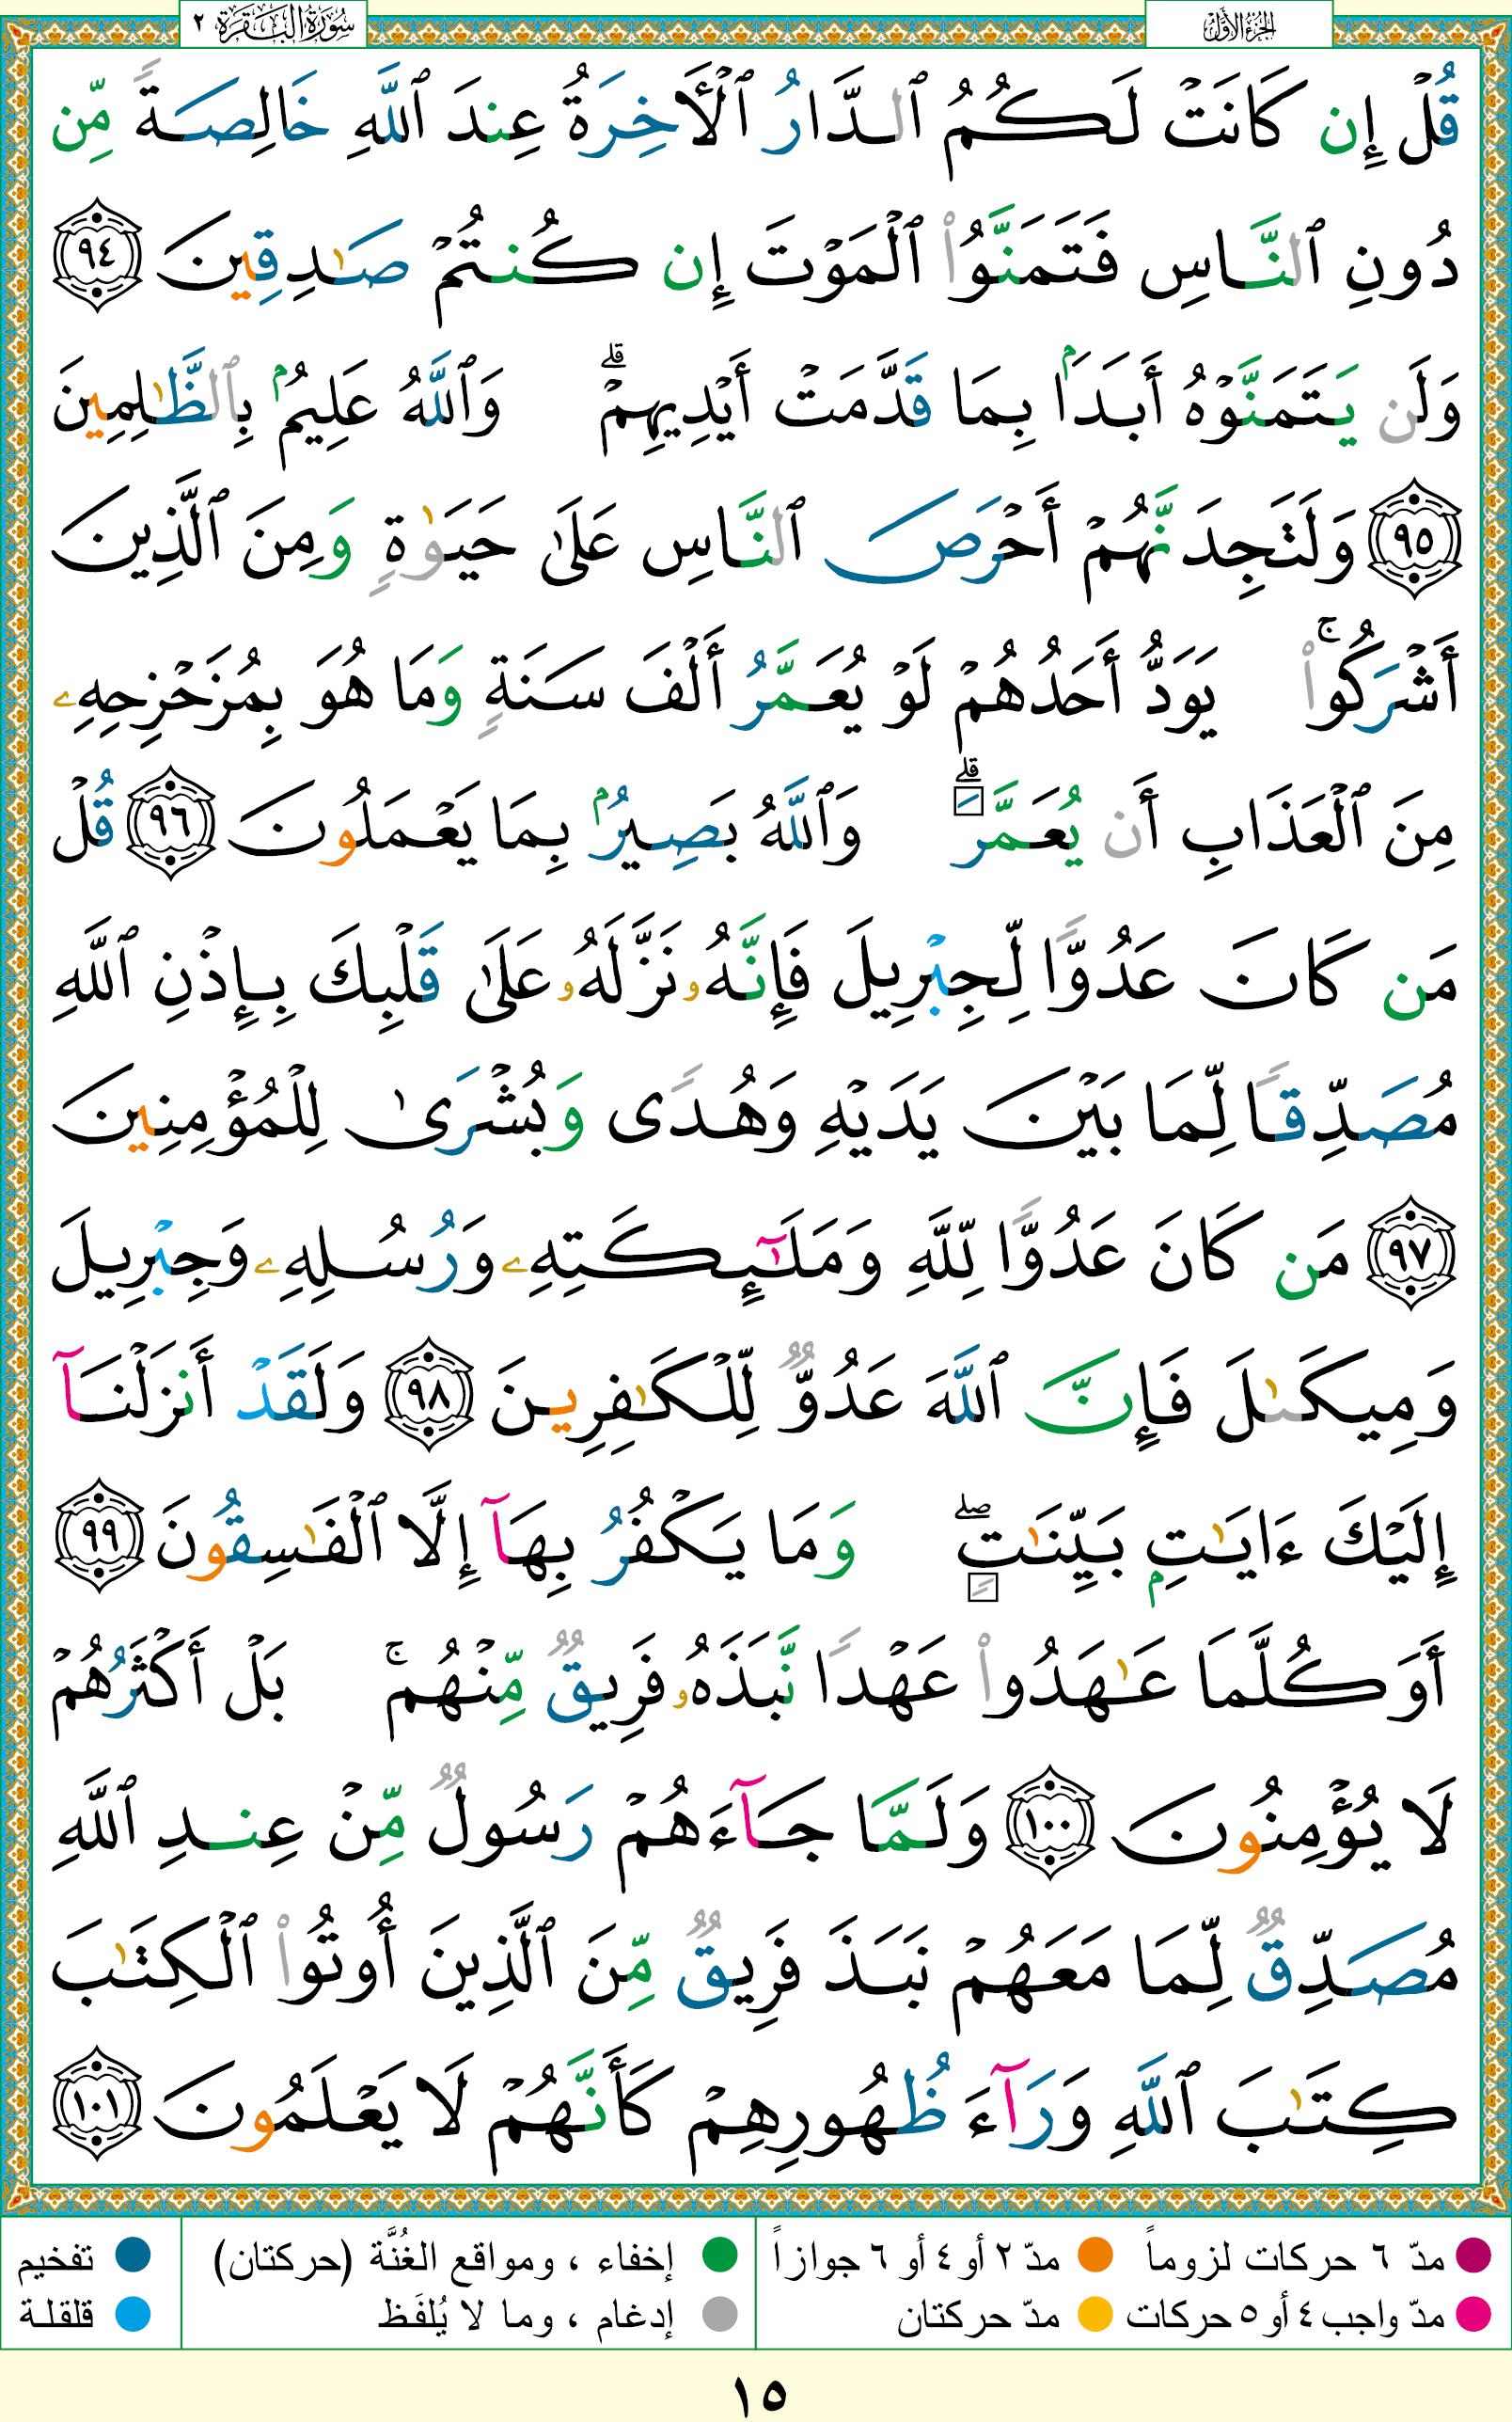 الجزء الأول
سورة البقرة ٢
قُلْ إِن كَانَتْ لَكُمُ ٱلدَّارُ ٱلْأَخِرَةُ عِندَ ٱللَّهِ خَالِصَةً مِّن
دُونِ ٱلنَّاسِ فَتَمَنَّوُا۟ ٱلْمَوْتَ إِن كُنتُمْ صَـٰدِقِينَ ٩٤
وَلَن يَتَمَنَّوْهُ أَبَدًۢا بِمَا قَدَّمَتْ أَيْدِيهِمْ ۗ وَٱللَّهُ عَلِيمٌۢ بِٱلظَّـٰلِمِينَ
٩٥ وَلَتَجِدَنَّهُمْ أَحْرَصَ ٱلنَّاسِ عَلَىٰ حَيَوٰةٍ وَمِنَ ٱلَّذِينَ
أَشْرَكُوا۟ ۚ يَوَدُّ أَحَدُهُمْ لَوْ يُعَمَّرُ أَلْفَ سَنَةٍ وَمَا هُوَ بِمُزَحْزِحِهِۦ
مِنَ ٱلْعَذَابِ أَن يُعَمَّرَ ۗ وَٱللَّهُ بَصِيرٌۢ بِمَا يَعْمَلُونَ ٩٦ قُلْ
مَن كَانَ عَدُوًّا لِّجِبْرِيلَ فَإِنَّهُۥ نَزَّلَهُۥ عَلَىٰ قَلْبِكَ بِإِذْنِ ٱللَّهِ
مُصَدِّقًا لِّمَا بَيْنَ يَدَيْهِ وَهُدًى وَبُشْرَىٰ لِلْمُؤْمِنِينَ
٩٧ مَن كَانَ عَدُوًّا لِّلَّهِ وَمَلَـٰٓئِكَتِهِۦ وَرُسُلِهِۦ وَجِبْرِيلَ
وَمِيكَىٰلَ فَإِنَّ ٱللَّهَ عَدُوٌّ لِّلْكَـٰفِرِينَ ٩٨ وَلَقَدْ أَنزَلْنَآ
إِلَيْكَ ءَايَـٰتٍۭ بَيِّنَـٰتٍ ۖ وَمَا يَكْفُرُ بِهَآ إِلَّا ٱلْفَـٰسِقُونَ ٩٩
أَوَكُلَّمَا عَـٰهَدُوا۟ عَهْدًا نَّبَذَهُۥ فَرِيقٌ مِّنْهُم ۚ بَلْ أَكْثَرُهُمْ
لَا يُؤْمِنُونَ ١٠٠ وَلَمَّا جَآءَهُمْ رَسُولٌ مِّنْ عِندِ ٱللَّهِ
مُصَدِّقٌ لِّمَا مَعَهُمْ نَبَذَ فَرِيقٌ مِّنَ ٱلَّذِينَ أُوتُوا۟ ٱلْكِتَـٰبَ
كِتَـٰبَ ٱللَّهِ وَرَآءَ ظُهُورِهِمْ كَأَنَّهُمْ لَا يَعْلَمُونَ ١٠١
مدّ ٦ حركات لزوماً مدّ ٢ أو ٤ أو ٦ جوازاً إخفاء ، ومواقع الغُنَّة (حركتان) تفخيم
مدّ واجب ٤ أو ٥ حركات مدّ حركتان إدغام ، وما لا يُلفَظ قلقلة
١٥